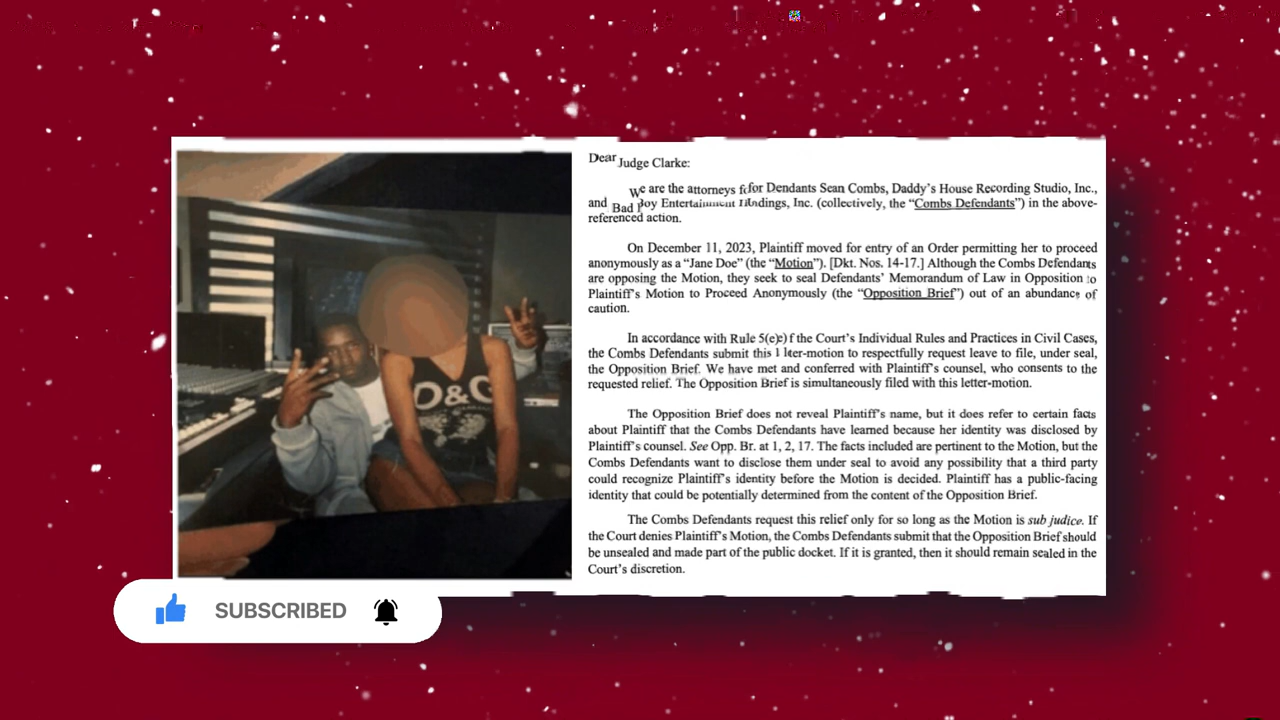 D&G
Dear Judge Clarke:
We are the attorneys for Dendants Sean Combs, Daddy's House Recording Studio, Inc.,
and Bad Boy Entertainment Hldings, Inc. (collectively, the “Combs Defendants”) in the above-
referenced action.
On December 11, 2023, Plaintiff moved for entry of an Order permitting her to proceed
anonymously as a “Jane Doe” (the “Motion”). [Dkt. Nos. 14-17.] Although the Combs Defendants
are opposing the Motion, they seek to seal Defendants' Memorandum of Law in Opposition to
Plaintiff's Motion to Proceed Anonymously (the “Opposition Brief”) out of an abundance of
caution.
In accordance with Rule 5(e) f the Court's Individual Rules and Practices in Civil Cases,
the Combs Defendants submit this lter-motion to respectfully request leave to file, under seal,
the Opposition Brief. We have met and conferred with Plaintiff's counsel, who consents to the
requested relief. The Opposition Brief is simultaneously filed with this letter-motion.
The Opposition Brief does not reveal Plaintiff's name, but it does refer to certain facts
about Plaintiff that the Combs Defendants have learned because her identity was disclosed by
Plaintiff's counsel. See Opp. Br. at 1, 2, 17. The facts included are pertinent to the Motion, but the
Combs Defendants want to disclose them under seal to avoid any possibility that a third party
could recognize Plaintiff's identity before the Motion is decided. Plaintiff has a public-facing
identity that could be potentially determined from the content of the Opposition Brief.
The Combs Defendants request this relief only for so long as the Motion is sub judice. If
the Court denies Plaintiff's Motion, the Combs Defendants submit that the Opposition Brief should
be unsealed and made part of the public docket. If it is granted, then it should remain sealed in the
Court's discretion.
SUBSCRIBED